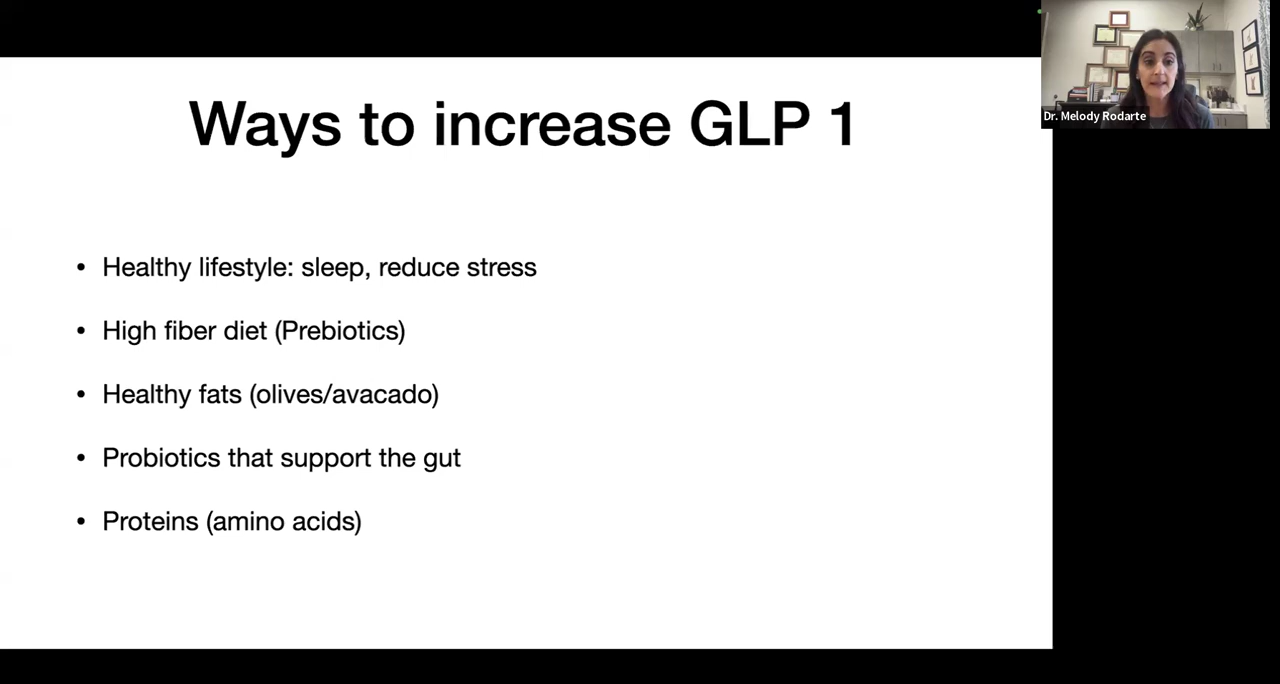 Ways to increase GLP 1
Dr. Melody Rodarte
• Healthy lifestyle: sleep, reduce stress
• High fiber diet (Prebiotics)
• Healthy fats (olives/avacado)
• Probiotics that support the gut
• Proteins (amino acids)